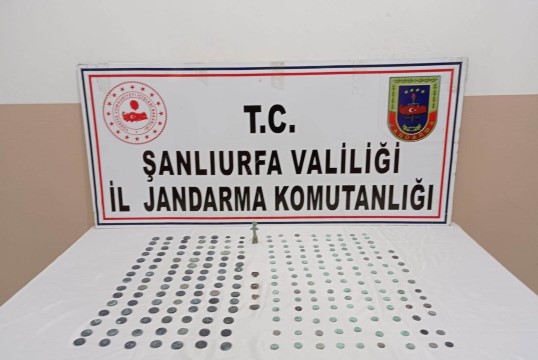 T.C.
ŞANLIURFA VALİLİĞİ
İL JANDARMA KOMUTANLIĞI